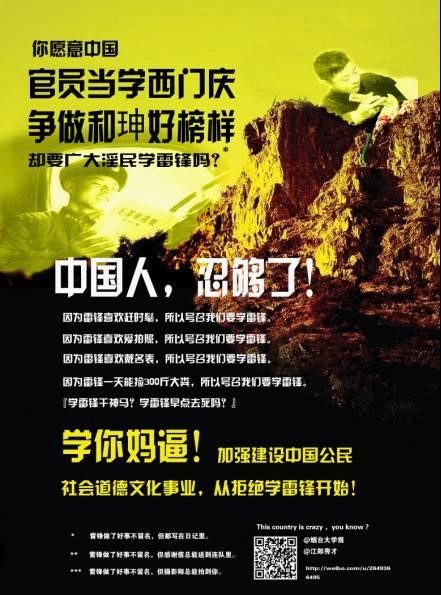 你愿意中国
官员当学西门庆
争做和珅好榜样
却要广大淫民学雷锋吗？*
中国人，忍够了！
因为雷锋喜欢赶时髦，所以号召我们要学雷锋。
因为雷锋喜欢爱拍照，所以号召我们要学雷锋。
因为雷锋喜欢戴名表，所以号召我们要学雷锋。
因为雷锋一天能捡300斤大粪，所以号召我们要学雷锋。
『学雷锋干神马？学雷锋早点去死吗？』
学你妈逼！加强建设中国公民
社会道德文化事业，从拒绝学雷锋开始！
* 雷锋做了好事不留名，但都写在日记里。
** 雷锋做了好事不留名，但感谢信总能送到连队里。
*** 雷锋做了好事不留名，但摄影师总能拍到你。
This country is crazy , you know ?
@烟台大学报
@江郎秀才
http://weibo.com/u/264936
6495